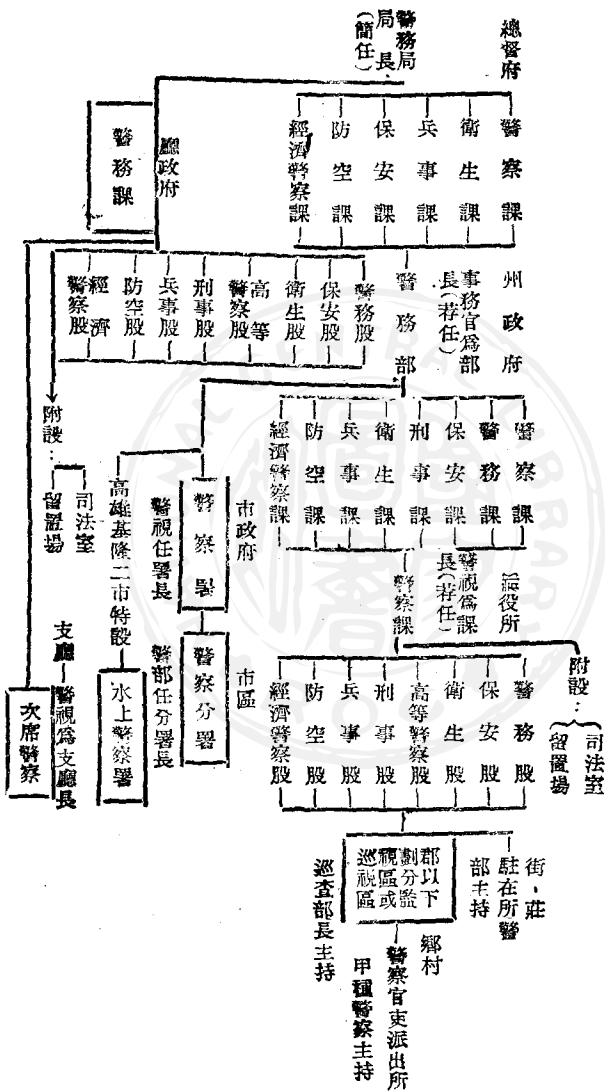 總督府
警務局
局長
(簡任)
警察課
衛生課
兵事課
保安課
防空課
經濟警察課
廳政府
警務課
州政府
事務官爲部
長(荐任)
警務部
警務股
保安股
衛生股
高等
警察股
刑事股
兵事股
防空股
經濟
警察股
附設：
司法室
留置場
警察課
警務課
保安課
刑事課
衛生課
兵事課
防空課
經濟警察課
市政府
警察署
警視任署長
高雄基隆二市特設
市區
警察分署
警部任分署長
水上警察署
支廳—警視爲支廳長
次席警察
役所
警視爲課
長(荐任)
警察課
附設：
司法室
留置場
警務股
保安股
衛生股
高等警察股
刑事股
兵事股
防空股
經濟警察股
街·莊
駐在所警
部主持
郡以下
劃分監
視區或
巡視區
巡查部長主持
鄉村
警察官吏派出所
甲種警察主持
NATIONAL CENTRAL LIBRARY